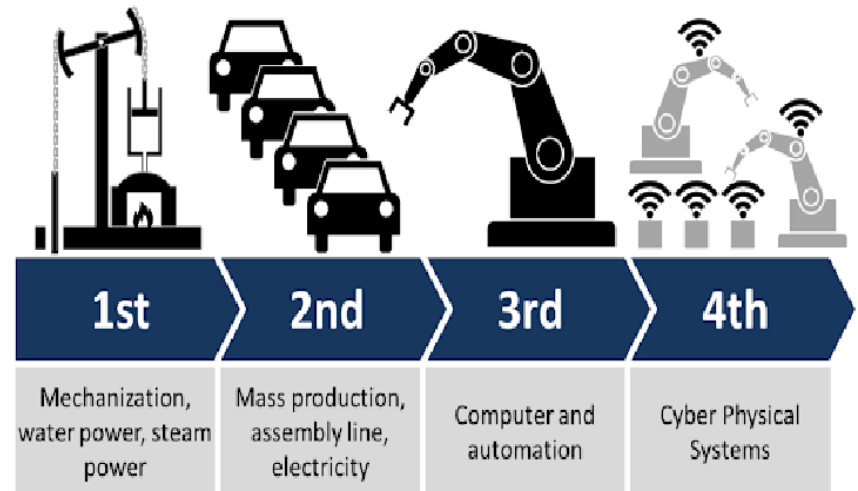 1st
2nd
3rd
4th
Mechanization,
water power, steam
power
Mass production,
assembly line,
electricity
Computer and
automation
Cyber Physical
Systems